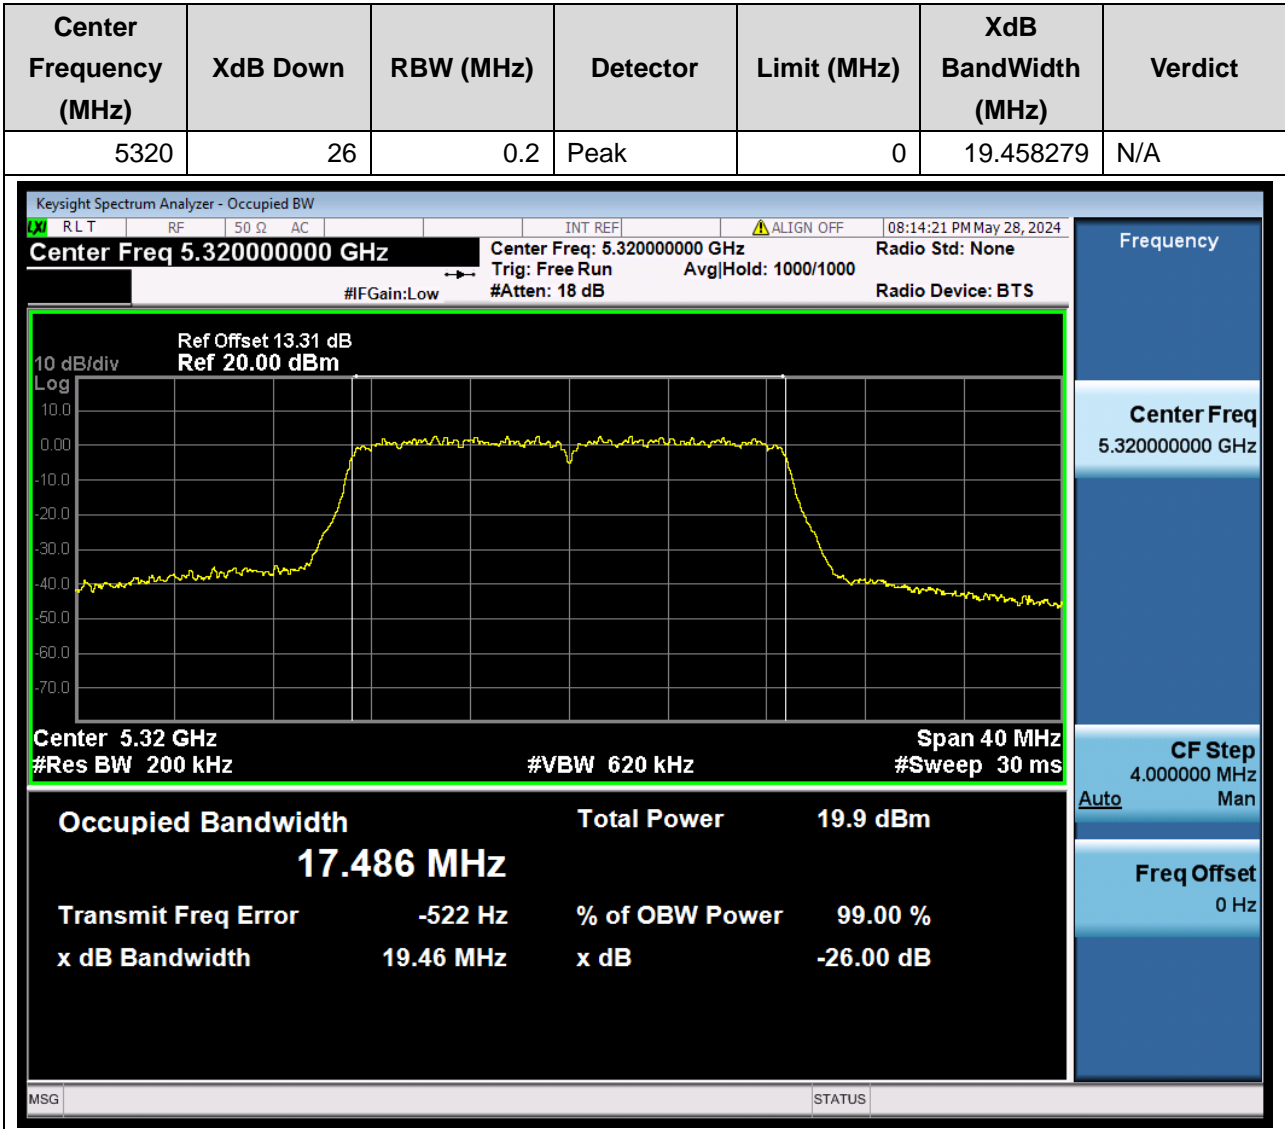 Center Frequency (MHz) XdB Down RBW (MHz) Detector Limit (MHz) XdB BandWidth (MHz) Verdict
5320 26 0.2 Peak 0 19.458279 N/A
Keysight Spectrum Analyzer - Occupied BW
LXI RLT RF 50 Ω AC INT REF ALIGN OFF 08:14:21 PM May 28, 2024
Center Freq 5.320000000 GHz
Center Freq: 5.320000000 GHz Radio Std: None
Trig: Free Run Avg|Hold: 1000/1000
#IFGain:Low #Atten: 18 dB Radio Device: BTS
Ref Offset 13.31 dB
10 dB/div Ref 20.00 dBm
Log
10.0
0.00
-10.0
-20.0
-30.0
-40.0
-50.0
-60.0
-70.0
Center 5.32 GHz Span 40 MHz
#Res BW 200 kHz #VBW 620 kHz #Sweep 30 ms
Occupied Bandwidth Total Power 19.9 dBm
17.486 MHz
Transmit Freq Error -522 Hz % of OBW Power 99.00 %
x dB Bandwidth 19.46 MHz x dB -26.00 dB
Frequency
Center Freq
5.320000000 GHz
CF Step
4.000000 MHz
Auto Man
Freq Offset
0 Hz
MSG STATUS